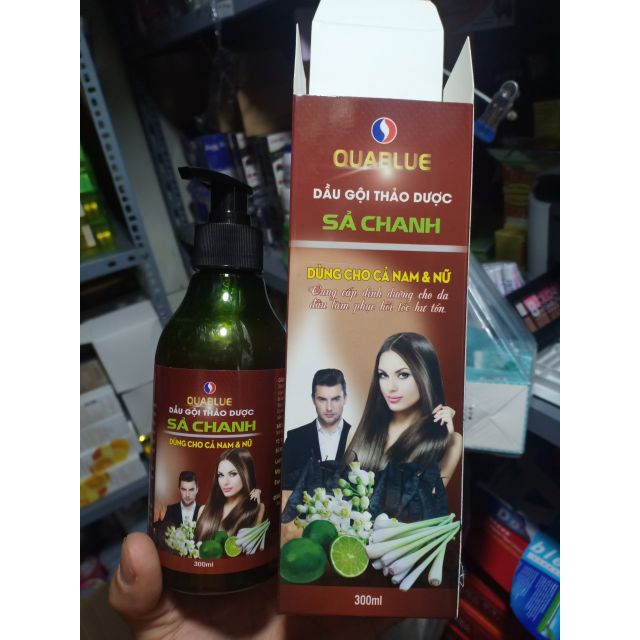 QUABLUE
DẦU GỘI THẢO DƯỢC
SẢ CHANH
DÙNG CHO CẢ NAM & NỮ
Cung cấp dinh dưỡng cho da
đầu làm phục hồi tóc hư tổn.
300ml
QUABLUE
DẦU GỘI THẢO DƯỢC
SẢ CHANH
DÙNG CHO CẢ NAM & NỮ
300ml